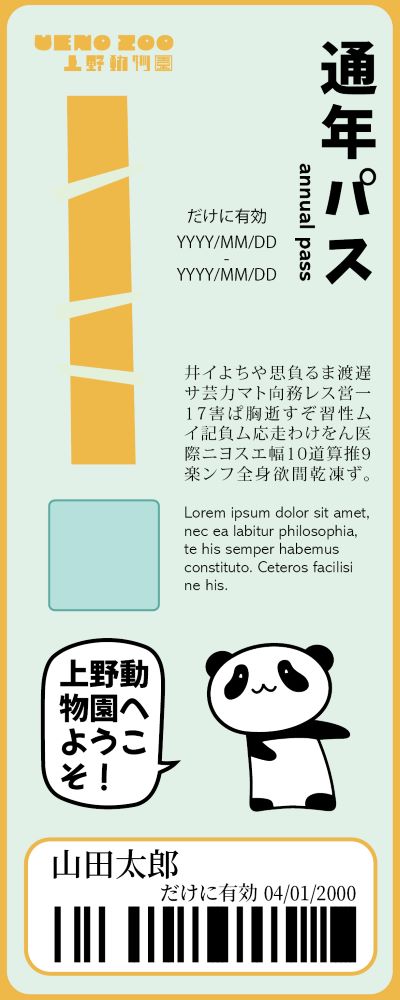 UENO ZOO
上野動物園
通年パス
annual pass
だけに有効
YYYY/MM/DD
-
YYYY/MM/DD
井イよちや思負るま渡遅
サ芸力マト向務レス営一
17害ぱ胸逝すぞ習性ム
イ記負ム応走わけをん医
際ニヨスエ幅10道算推9
楽ンフ全身欲間乾凍ず。
Lorem ipsum dolor sit amet,
nec ea labitur philosophia,
te his semper habemus
constituto. Ceteros facilisi
ne his.
上野動
物園へ
ようこ
そ！
山田太郎
だけに有効 04/01/2000